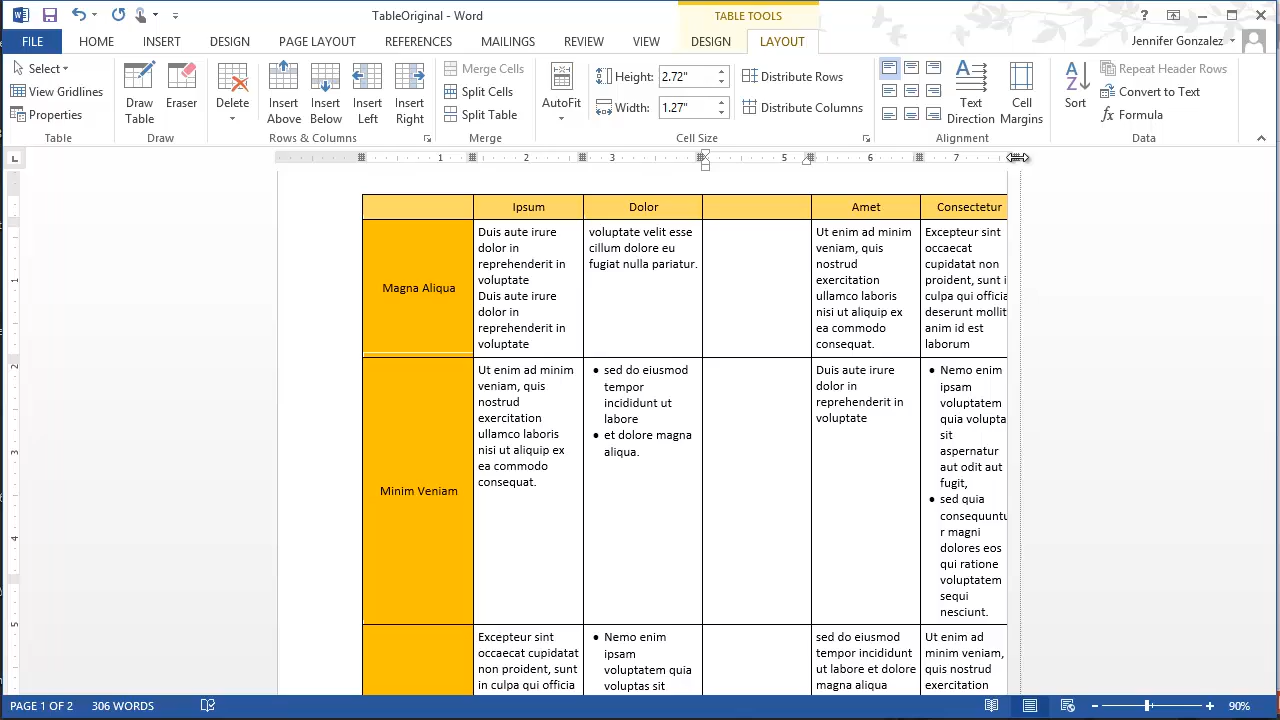 TableOriginal - Word
TABLE TOOLS
FILE
HOME
INSERT
DESIGN
PAGE LAYOUT
REFERENCES
MAILINGS
REVIEW
VIEW
DESIGN
LAYOUT
Jennifer Gonzalez
Select
View Gridlines
Properties
Table
Draw
Table
Eraser
Draw
Delete
Insert
Above
Insert
Below
Insert
Left
Insert
Right
Rows & Columns
Merge Cells
Split Cells
Split Table
Merge
AutoFit
Height: 2.72"
Width: 1.27"
Distribute Rows
Distribute Columns
Cell Size
Text
Direction
Cell
Margins
Alignment
Sort
Repeat Header Rows
Convert to Text
Formula
Data
1 2 3 5 6 7
Ipsum
Dolor
Amet
Consectetur
Magna Aliqua
Duis aute irure
dolor in
reprehenderit in
voluptate
Duis aute irure
dolor in
reprehenderit in
voluptate
voluptate velit esse
cillum dolore eu
fugiat nulla pariatur.
Ut enim ad minim
veniam, quis
nostrud
exercitation
ullamco laboris
nisi ut aliquip ex
ea commodo
consequat.
Excepteur sint
occaecat
cupidatat non
proident, sunt i
culpa qui officia
deserunt mollit
anim id est
laborum
Minim Veniam
Ut enim ad minim
veniam, quis
nostrud
exercitation
ullamco laboris
nisi ut aliquip ex
ea commodo
consequat.
• sed do eiusmod
tempor
incididunt ut
labore
• et dolore magna
aliqua.
Duis aute irure
dolor in
reprehenderit in
voluptate
• Nemo enim
ipsam
voluptatem
quia volupta
sit
aspernatur
aut odit aut
fugit,
• sed quia
consequuntu
r magni
dolores eos
qui ratione
voluptatem
sequi
nesciunt.
Excepteur sint
occaecat cupidatat
non proident, sunt
in culpa qui officia
• Nemo enim
ipsam
voluptatem quia
voluptas sit
sed do eiusmod
tempor incididunt
ut labore et dolore
magna aliqua
Ut enim ad
minim veniam,
quis nostrud
exercitation
1
2
3
4
5
PAGE 1 OF 2
306 WORDS
90%